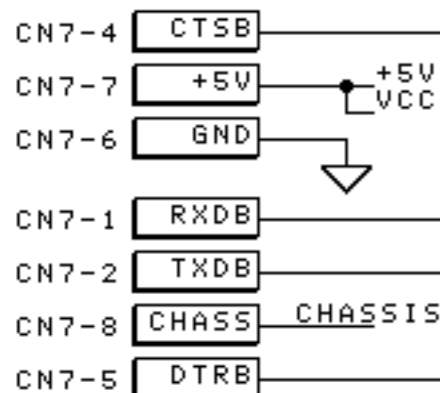 CN7-4 CTSB
CN7-7 +5V +5V
VCC
CN7-6 GND
CN7-1 RXDB
CN7-2 TXDB
CN7-8 CHASS CHASSIS
CN7-5 DTRB